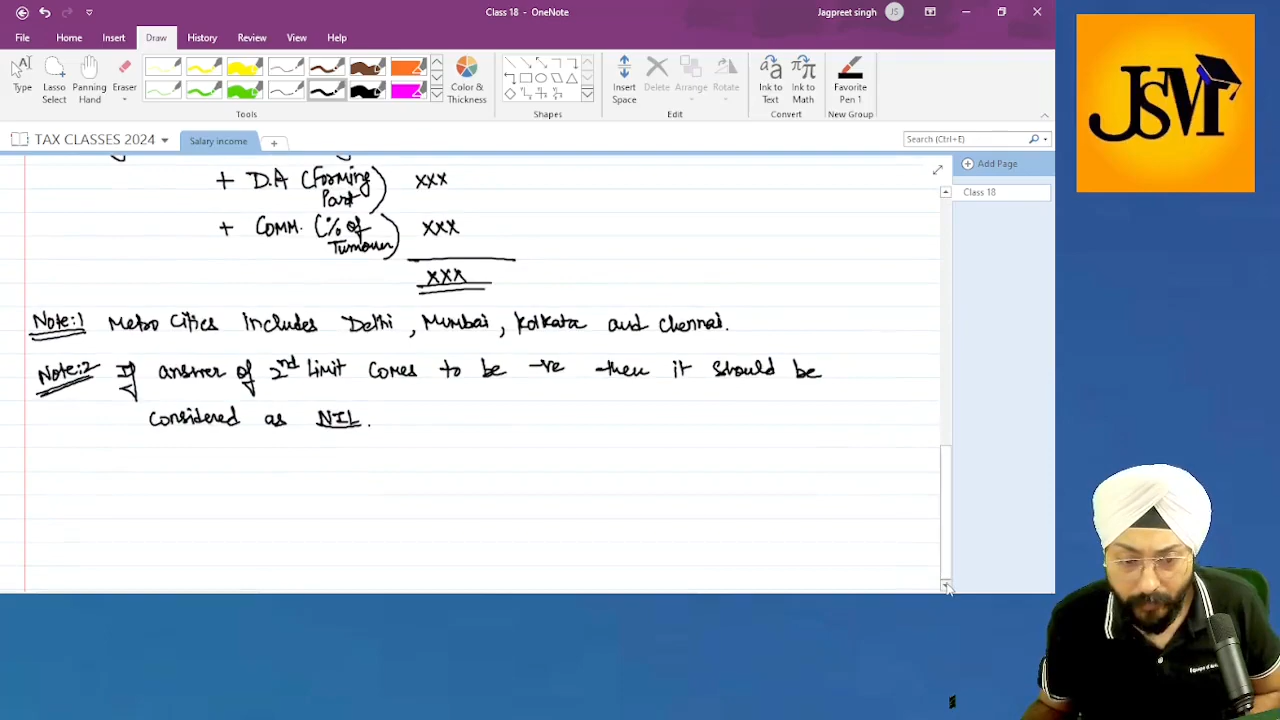 Class 18 - OneNote
Jagpreet singh JS
File Home Insert Draw History Review View Help
Type
Lasso Select
Panning Hand
Eraser
Color & Thickness
Insert Space
Delete
Arrange
Rotate
Ink to Text
Ink to Math
Favorite Pen 1
Tools Shapes Edit Convert New Group
TAX CLASSES 2024 Salary income
Search (Ctrl+E)
Add Page
Class 18
JSM
+ D.A (Forming Part) xxx
+ COMM. (% of Turnover) xxx
xxx
Note:1 Metro Cities includes Delhi, Mumbai, Kolkata and Chennai.
Note:2 If answer of 2nd limit comes to be -ve then it should be
considered as NIL.